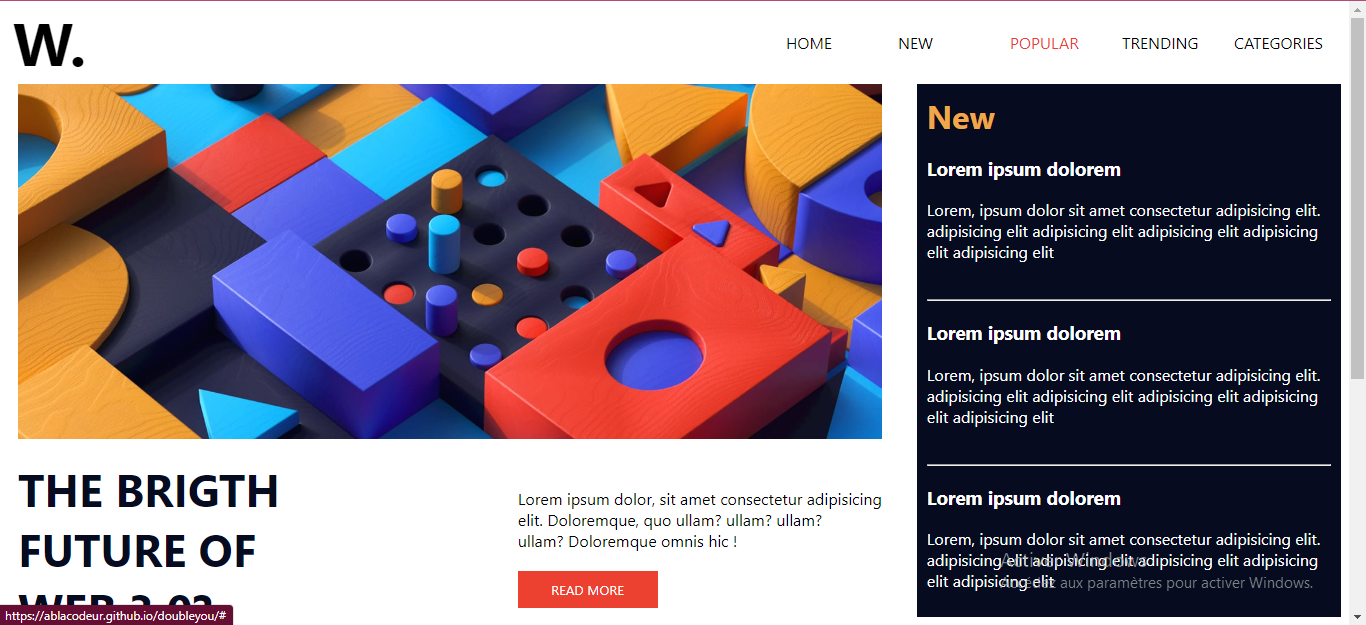 W.
HOME NEW POPULAR TRENDING CATEGORIES
THE BRIGTH
FUTURE OF
WEB 3.0?
Lorem ipsum dolor, sit amet consectetur adipisicing
elit. Doloremque, quo ullam? ullam? ullam?
ullam? Doloremque omnis hic !
READ MORE
New
Lorem ipsum dolorem
Lorem, ipsum dolor sit amet consectetur adipisicing elit.
adipisicing elit adipisicing elit adipisicing elit adipisicing
elit adipisicing elit
Lorem ipsum dolorem
Lorem, ipsum dolor sit amet consectetur adipisicing elit.
adipisicing elit adipisicing elit adipisicing elit adipisicing
elit adipisicing elit
Lorem ipsum dolorem
Lorem, ipsum dolor sit amet consectetur adipisicing elit.
adipisicing elit adipisicing elit adipisicing elit adipisicing
elit adipisicing elit
Activer Windows
Accédez aux paramètres pour activer Windows.
https://ablacodeur.github.io/doubleyou/#